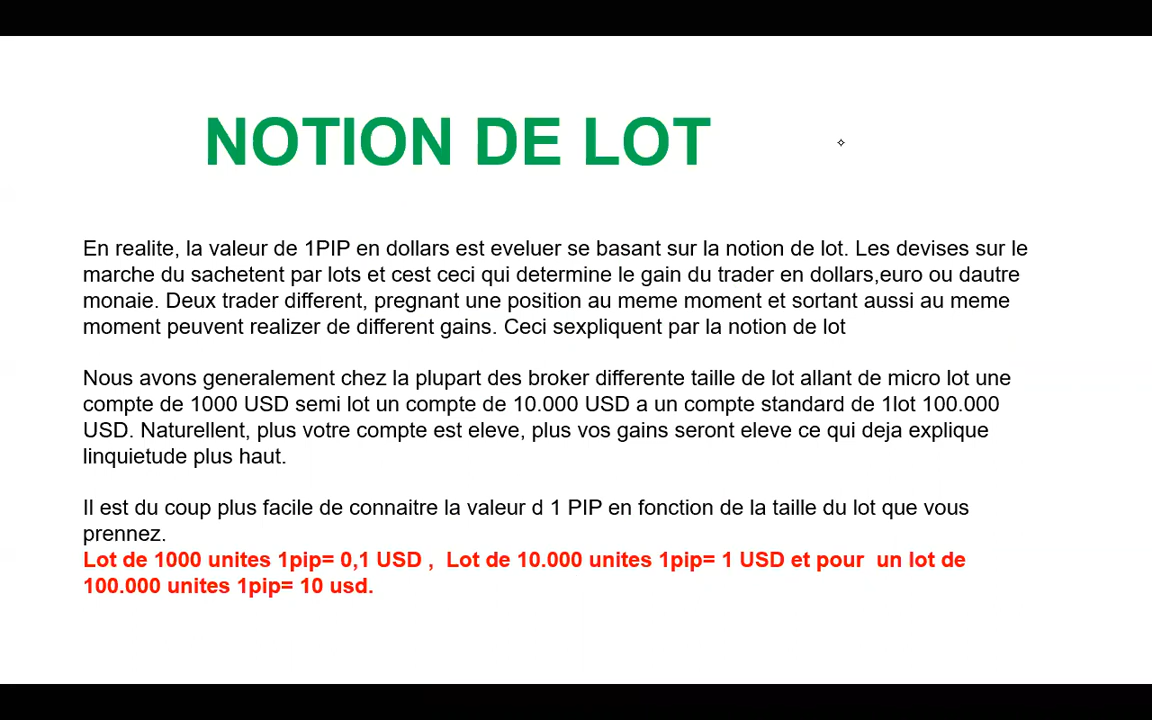 NOTION DE LOT
En realite, la valeur de 1PIP en dollars est eveluer se basant sur la notion de lot. Les devises sur le
marche du sachetent par lots et cest ceci qui determine le gain du trader en dollars,euro ou dautre
monaie. Deux trader different, pregnant une position au meme moment et sortant aussi au meme
moment peuvent realizer de different gains. Ceci sexpliquent par la notion de lot
Nous avons generalement chez la plupart des broker differente taille de lot allant de micro lot une
compte de 1000 USD semi lot un compte de 10.000 USD a un compte standard de 1lot 100.000
USD. Naturellent, plus votre compte est eleve, plus vos gains seront eleve ce qui deja explique
linquietude plus haut.
Il est du coup plus facile de connaitre la valeur d 1 PIP en fonction de la taille du lot que vous
prennez.
Lot de 1000 unites 1pip= 0,1 USD , Lot de 10.000 unites 1pip= 1 USD et pour un lot de
100.000 unites 1pip= 10 usd.